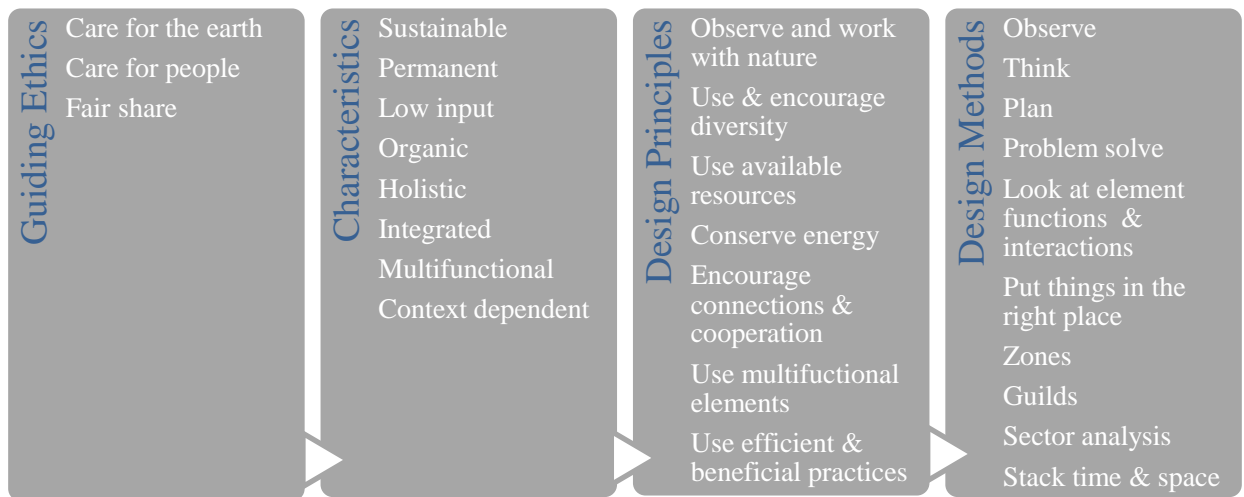 Guiding Ethics
Care for the earth
Care for people
Fair share
Characteristics
Sustainable
Permanent
Low input
Organic
Holistic
Integrated
Multifunctional
Context dependent
Design Principles
Observe and work
with nature
Use & encourage
diversity
Use available
resources
Conserve energy
Encourage
connections &
cooperation
Use multifuctional
elements
Use efficient &
beneficial practices
Design Methods
Observe
Think
Plan
Problem solve
Look at element
functions &
interactions
Put things in the
right place
Zones
Guilds
Sector analysis
Stack time & space